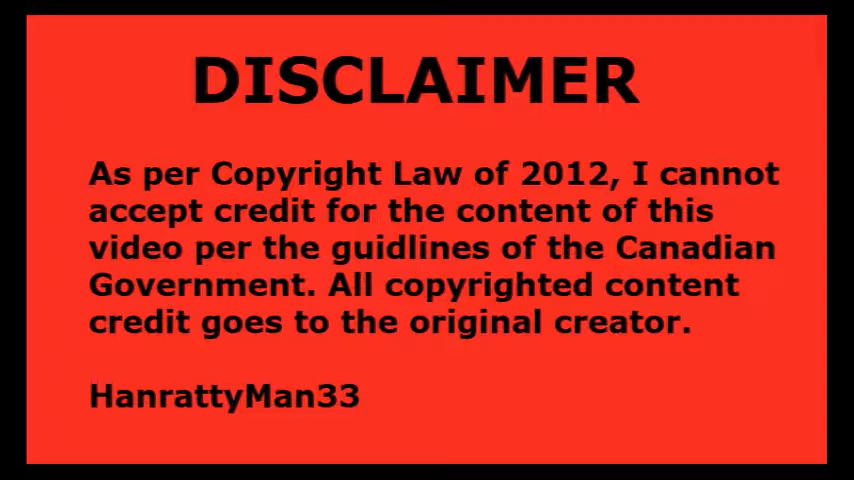 DISCLAIMER
As per Copyright Law of 2012, I cannot
accept credit for the content of this
video per the guidlines of the Canadian
Government. All copyrighted content
credit goes to the original creator.
HanrattyMan33